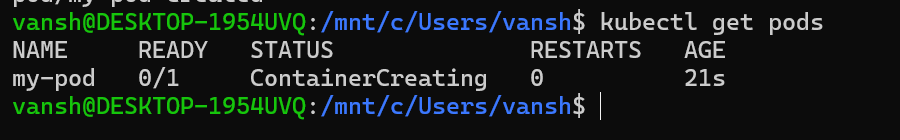 vansh@DESKTOP-1954UVQ:/mnt/c/Users/vansh$ kubectl get pods
NAME     READY   STATUS              RESTARTS   AGE
my-pod   0/1     ContainerCreating   0          21s
vansh@DESKTOP-1954UVQ:/mnt/c/Users/vansh$